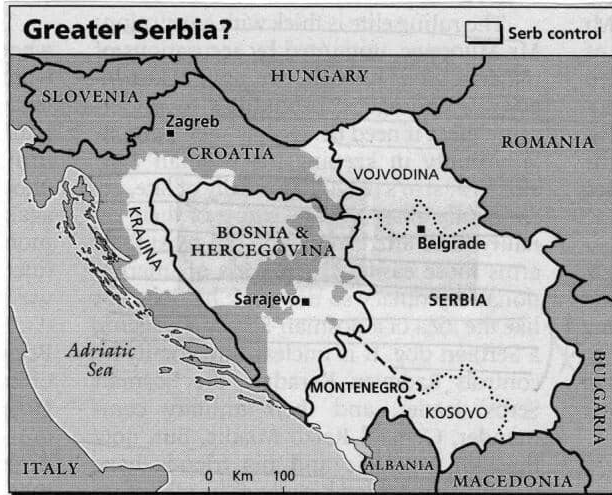 Greater Serbia?
Serb control
HUNGARY
SLOVENIA
Zagreb
ROMANIA
CROATIA
VOJVODINA
KRAJINA
BOSNIA &
HERCEGOVINA
Belgrade
Sarajevo
SERBIA
Adriatic
Sea
MONTENEGRO
KOSOVO
BULGARIA
ITALY
0 Km 100
ALBANIA
MACEDONIA